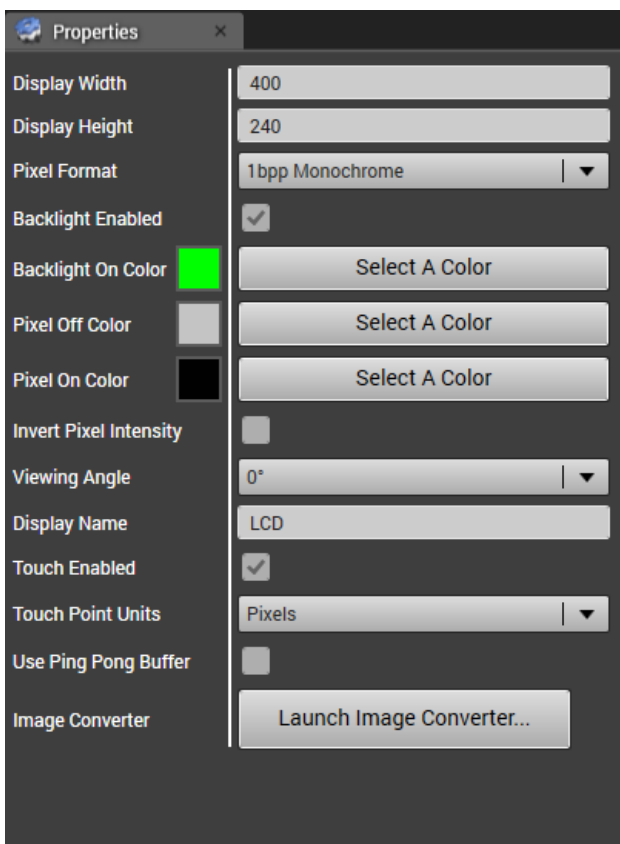 Properties
Display Width 400
Display Height 240
Pixel Format 1bpp Monochrome
Backlight Enabled
Backlight On Color Select A Color
Pixel Off Color Select A Color
Pixel On Color Select A Color
Invert Pixel Intensity
Viewing Angle 0°
Display Name LCD
Touch Enabled
Touch Point Units Pixels
Use Ping Pong Buffer
Image Converter Launch Image Converter...